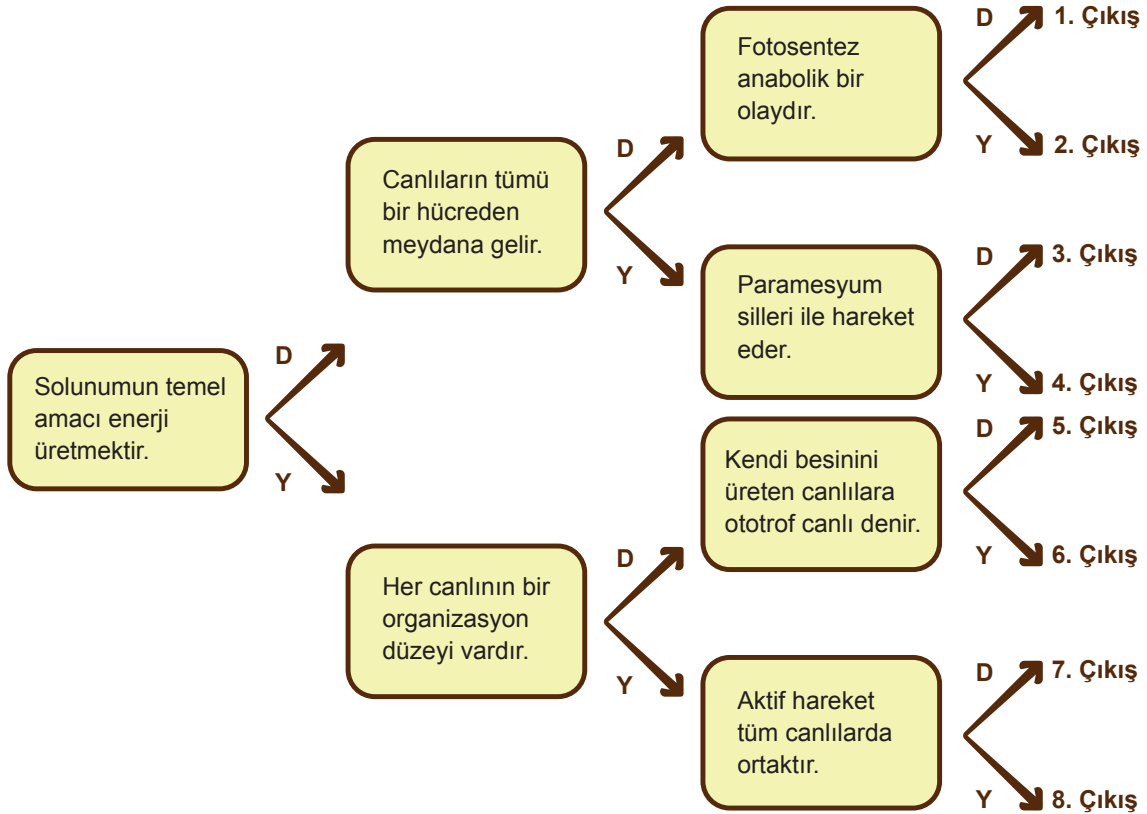 Solunumun temel
amacı enerji
üretmektir.
D
Y
Canlıların tümü
bir hücreden
meydana gelir.
D
Y
Her canlının bir
organizasyon
düzeyi vardır.
D
Y
Fotosentez
anabolik bir
olaydır.
D
1. Çıkış
Y
2. Çıkış
Paramesyum
silleri ile hareket
eder.
D
3. Çıkış
Y
4. Çıkış
Kendi besinini
üreten canlılara
ototrof canlı denir.
D
5. Çıkış
Y
6. Çıkış
Aktif hareket
tüm canlılarda
ortaktır.
D
7. Çıkış
Y
8. Çıkış